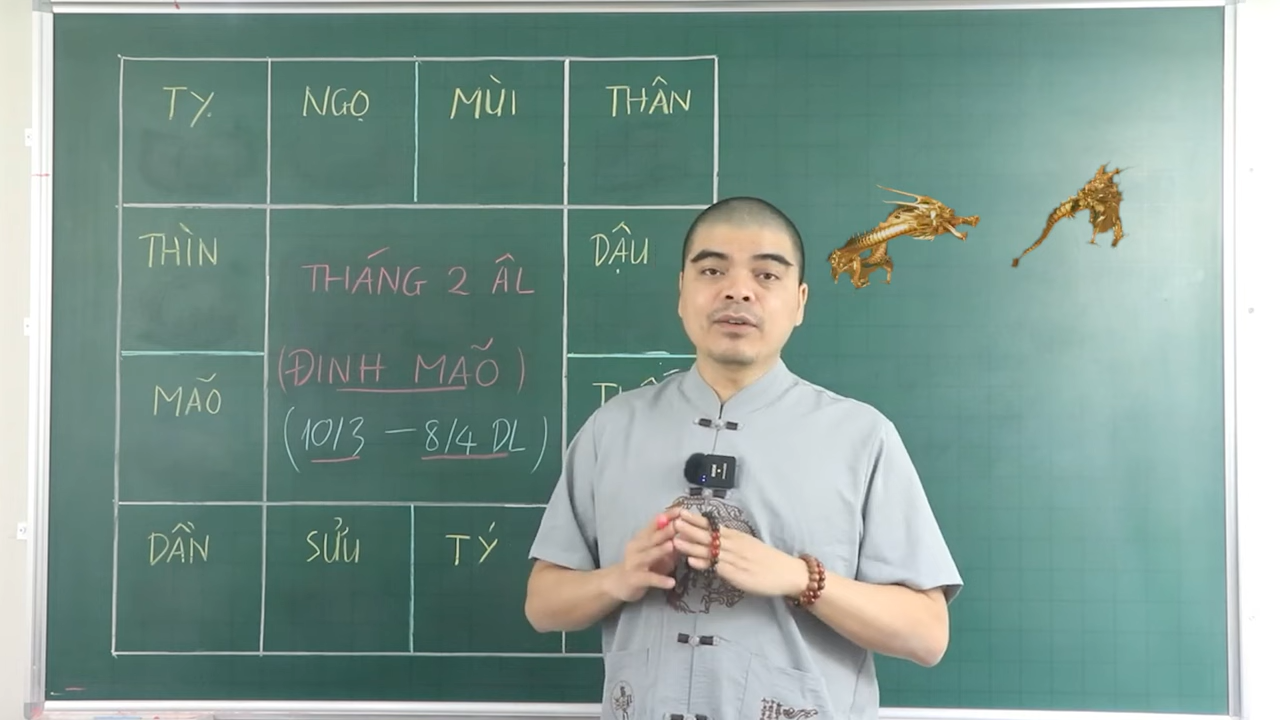 TỴ
NGỌ
MÙI
THÂN
THÌN
DẬU
THÁNG 2 ÂL
(ĐINH MÃO)
MÃO
(10/3 – 8/4 DL)
DẦN
SỬU
TÝ